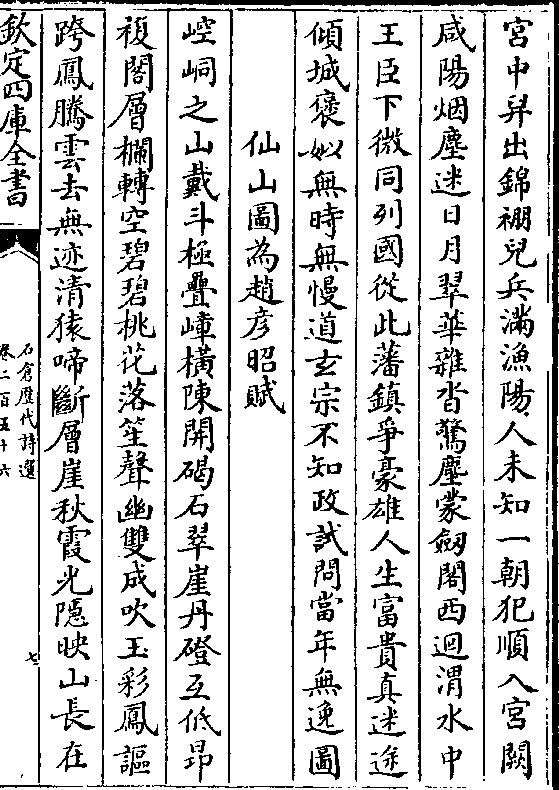 宮中舁出錦禂兒兵滿漁陽人未知一朝犯順入宮闕
咸陽烟塵迷日月翠華雜沓驚塵蒙劔閣西迴渭水中
王臣下微同列國從此藩鎮爭豪雄人生富貴真迷途
傾城褒姒無時無慢道玄宗不知政試問當年無逸圖
仙山圖為趙彦昭賦
崆峒之山戴斗極疊嶂横陳開碣石翠崖丹磴互低昻
複閣層欄轉空碧碧桃花落笙聲幽雙成吹玉彩鳳謳
跨鳳騰雲去無迹清猿啼斷層崖秋霞光隱映山長在
欽定四庫全書
石倉歷代詩選
卷二百五十六
七